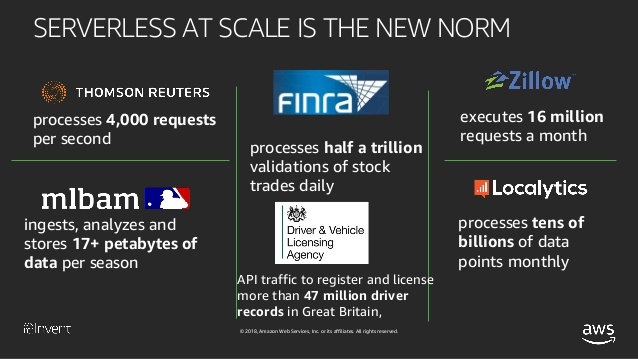 SERVERLESS AT SCALE IS THE NEW NORM
THOMSON REUTERS
processes 4,000 requests
per second
mlbam
ingests, analyzes and
stores 17+ petabytes of
data per season
FINRA
processes half a trillion
validations of stock
trades daily
Driver & Vehicle
Licensing
Agency
API traffic to register and license
more than 47 million driver
records in Great Britain,
Zillow
executes 16 million
requests a month
Localytics
processes tens of
billions of data
points monthly
re:Invent
© 2018, Amazon Web Services, Inc. or its affiliates. All rights reserved.
aws